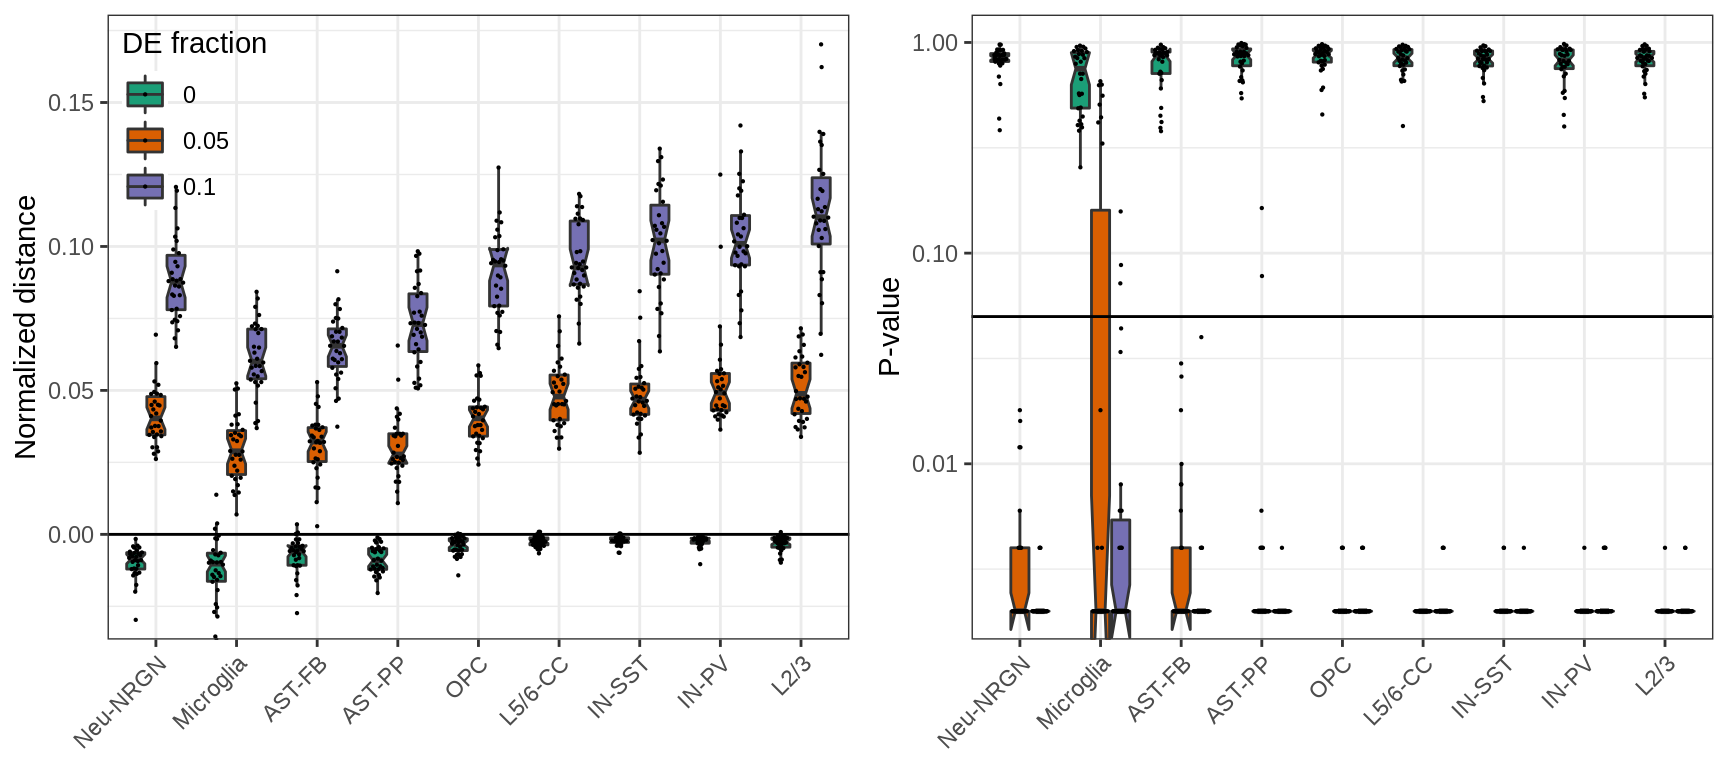 DE fraction
0
0.05
0.1
Normalized distance
0.15
0.10
0.05
0.00
Neu-NRGN
Microglia
AST-FB
AST-PP
OPC
L5/6-CC
IN-SST
IN-PV
L2/3
P-value
1.00
0.10
0.01
Neu-NRGN
Microglia
AST-FB
AST-PP
OPC
L5/6-CC
IN-SST
IN-PV
L2/3